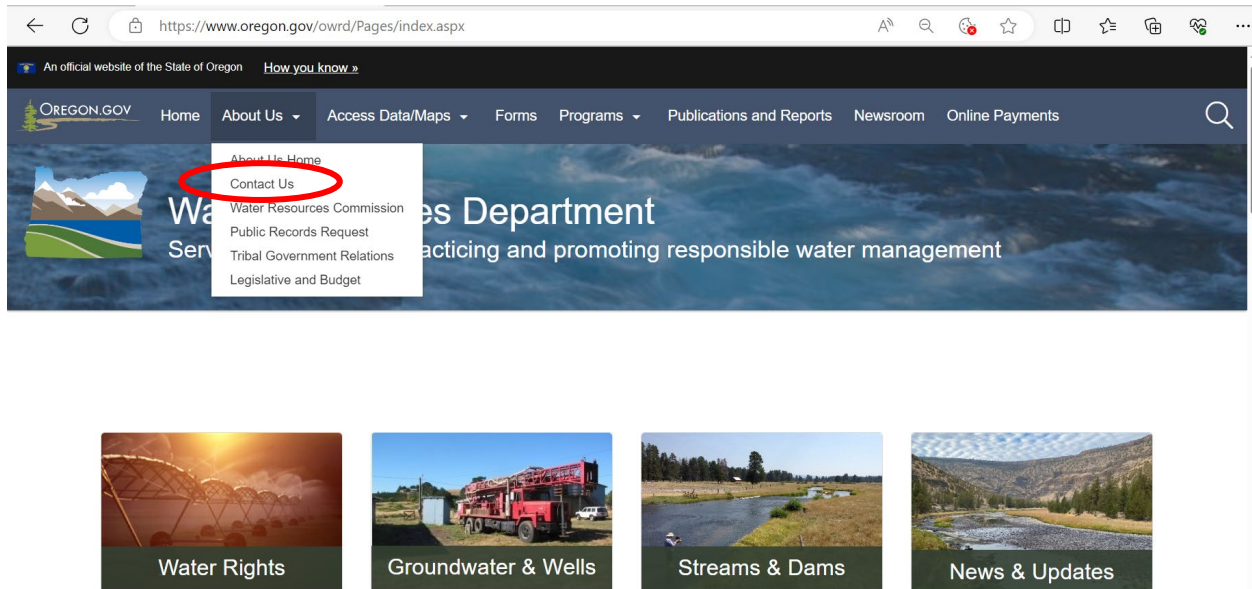 https://www.oregon.gov/owrd/Pages/index.aspx
An official website of the State of Oregon How you know »
OREGON.GOV Home About Us Access Data/Maps Forms Programs Publications and Reports Newsroom Online Payments
About Us Home
Contact Us
Water Resources Commission
Public Records Request
Tribal Government Relations
Legislative and Budget
Wa es Department
Serv acticing and promoting responsible water management
Water Rights
Groundwater & Wells
Streams & Dams
News & Updates